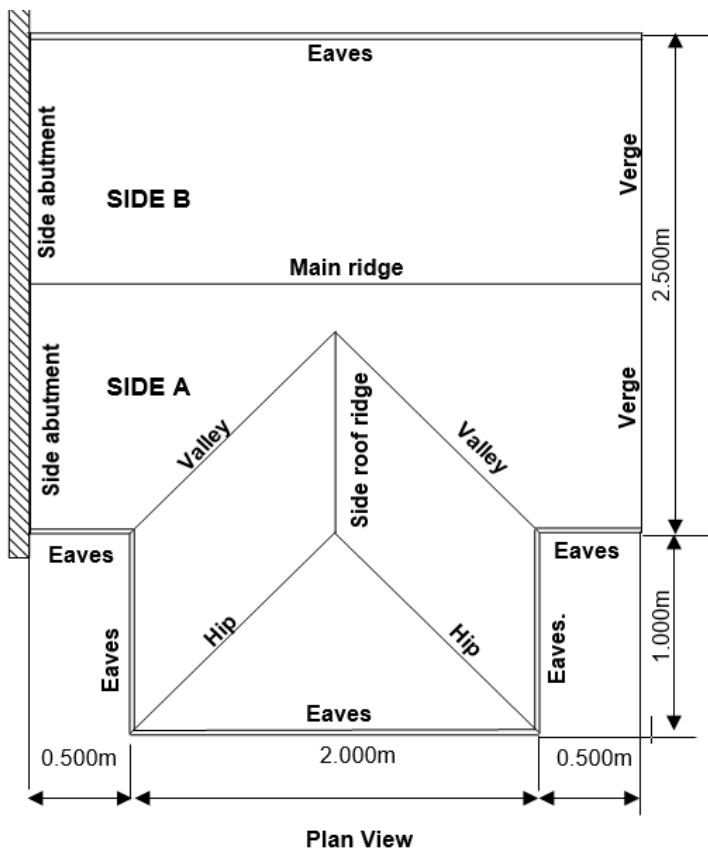 Eaves
Side abutment
SIDE B
Verge
2.500m
Main ridge
Side abutment
SIDE A
Valley
Side roof ridge
Valley
Verge
Eaves
Eaves
Eaves
Hip
Hip
Eaves.
1.000m
Eaves
0.500m
2.000m
0.500m
Plan View